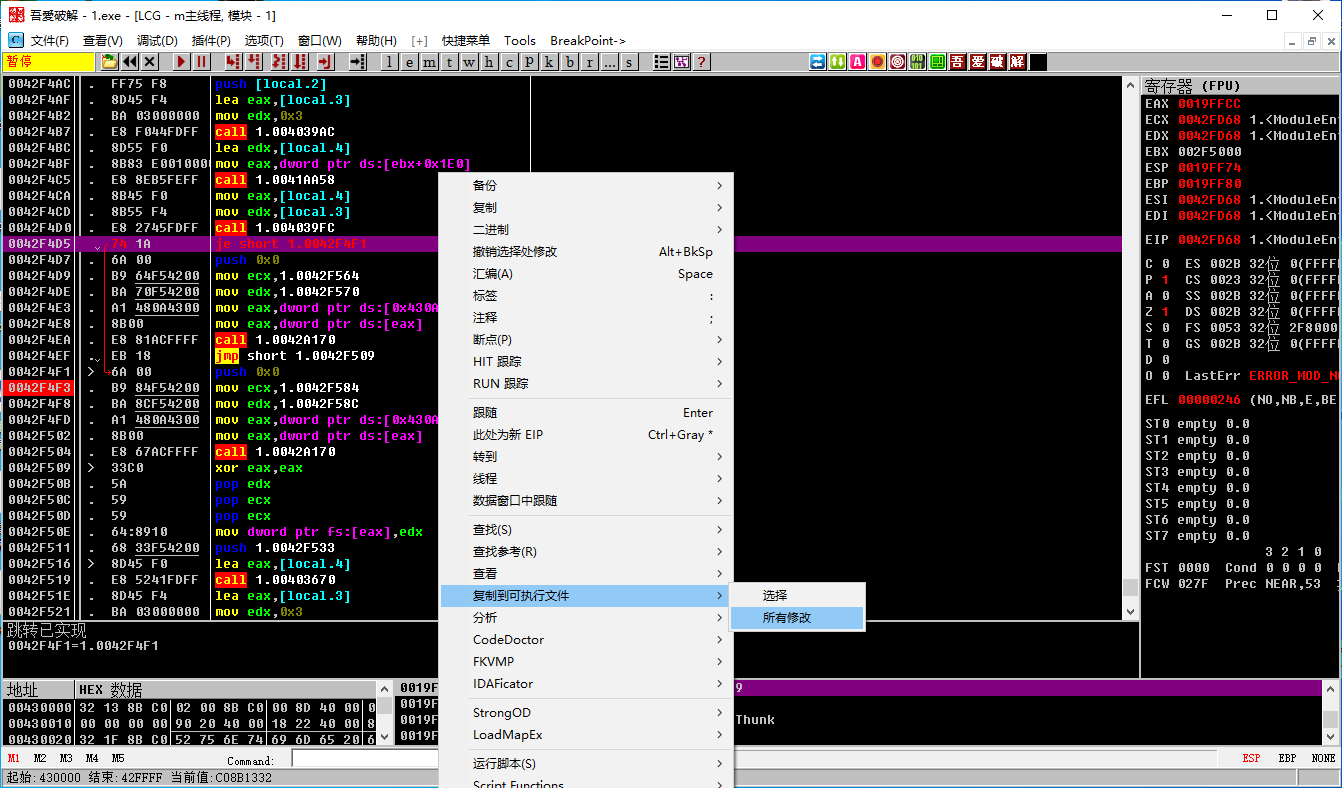 吾愛破解 - 1.exe - [LCG - m主线程, 模块 - 1]
文件(F) 查看(V) 调试(D) 插件(P) 选项(T) 窗口(W) 帮助(H) [+] 快捷菜单 Tools BreakPoint->
暂停 l e m t w h c p k b r ... s ? 吾 爱 破 解
0042F4AC . FF75 F8 push [local.2]
0042F4AF . 8D45 F4 lea eax,[local.3]
0042F4B2 . BA 03000000 mov edx,0x3
0042F4B7 . E8 F044FDFF call 1.004039AC
0042F4BC . 8D55 F0 lea edx,[local.4]
0042F4BF . 8B83 E0010000 mov eax,dword ptr ds:[ebx+0x1E0]
0042F4C5 . E8 8EB5FEFF call 1.0041AA58
0042F4CA . 8B45 F0 mov eax,[local.4]
0042F4CD . 8B55 F4 mov edx,[local.3]
0042F4D0 . E8 2745FDFF call 1.004039FC
0042F4D5 74 1A je short 1.0042F4F1
0042F4D7 . 6A 00 push 0x0
0042F4D9 . B9 64F54200 mov ecx,1.0042F564
0042F4DE . BA 70F54200 mov edx,1.0042F570
0042F4E3 . A1 480A4300 mov eax,dword ptr ds:[0x430A
0042F4E8 . 8B00 mov eax,dword ptr ds:[eax]
0042F4EA . E8 81ACFFFF call 1.0042A170
0042F4EF . EB 18 jmp short 1.0042F509
0042F4F1 > 6A 00 push 0x0
0042F4F3 . B9 84F54200 mov ecx,1.0042F584
0042F4F8 . BA 8CF54200 mov edx,1.0042F58C
0042F4FD . A1 480A4300 mov eax,dword ptr ds:[0x430A
0042F502 . 8B00 mov eax,dword ptr ds:[eax]
0042F504 . E8 67ACFFFF call 1.0042A170
0042F509 > 33C0 xor eax,eax
0042F50B . 5A pop edx
0042F50C . 59 pop ecx
0042F50D . 59 pop ecx
0042F50E . 64:8910 mov dword ptr fs:[eax],edx
0042F511 . 68 33F54200 push 1.0042F533
0042F516 > 8D45 F0 lea eax,[local.4]
0042F519 . E8 5241FDFF call 1.00403670
0042F51E . 8D45 F4 lea eax,[local.3]
0042F521 . BA 03000000 mov edx,0x3
跳转已实现
0042F4F1=1.0042F4F1
备份
复制
二进制
撤销选择处修改 Alt+BkSp
汇编(A) Space
标签 :
注释 ;
断点(P)
HIT 跟踪
RUN 跟踪
跟随 Enter
此处为新 EIP Ctrl+Gray *
转到
线程
数据窗口中跟随
查找(S)
查找参考(R)
查看
复制到可执行文件
分析
CodeDoctor
FKVMP
IDAFicator
StrongOD
LoadMapEx
运行脚本(S)
Script Functions
选择
所有修改
寄存器 (FPU)
EAX 0019FFCC
ECX 0042FD68 1.<ModuleEn
EDX 0042FD68 1.<ModuleEn
EBX 002F5000
ESP 0019FF74
EBP 0019FF80
ESI 0042FD68 1.<ModuleEn
EDI 0042FD68 1.<ModuleEn
EIP 0042FD68 1.<ModuleEn
C 0 ES 002B 32位 0(FFFFF
P 1 CS 0023 32位 0(FFFFF
A 0 SS 002B 32位 0(FFFFF
Z 1 DS 002B 32位 0(FFFFF
S 0 FS 0053 32位 2F8000
T 0 GS 002B 32位 0(FFFFF
D 0
O 0 LastErr ERROR_MOD_N
EFL 00000246 (NO,NB,E,BE
ST0 empty 0.0
ST1 empty 0.0
ST2 empty 0.0
ST3 empty 0.0
ST4 empty 0.0
ST5 empty 0.0
ST6 empty 0.0
ST7 empty 0.0
3 2 1 0
FST 0000 Cond 0 0 0 0
FCW 027F Prec NEAR,53
地址 HEX 数据
00430000 32 13 8B C0 02 00 8B C0 00 8D 40 00 0
00430010 00 00 00 00 90 20 40 00 18 22 40 00 8
00430020 32 1F 8B C0 52 75 6E 74 69 6D 65 20 6
0019F 9
0019F
0019F Thunk
0019F
M1 M2 M3 M4 M5 Command: ESP EBP NONE
起始:430000 结束:42FFFF 当前值:C08B1332